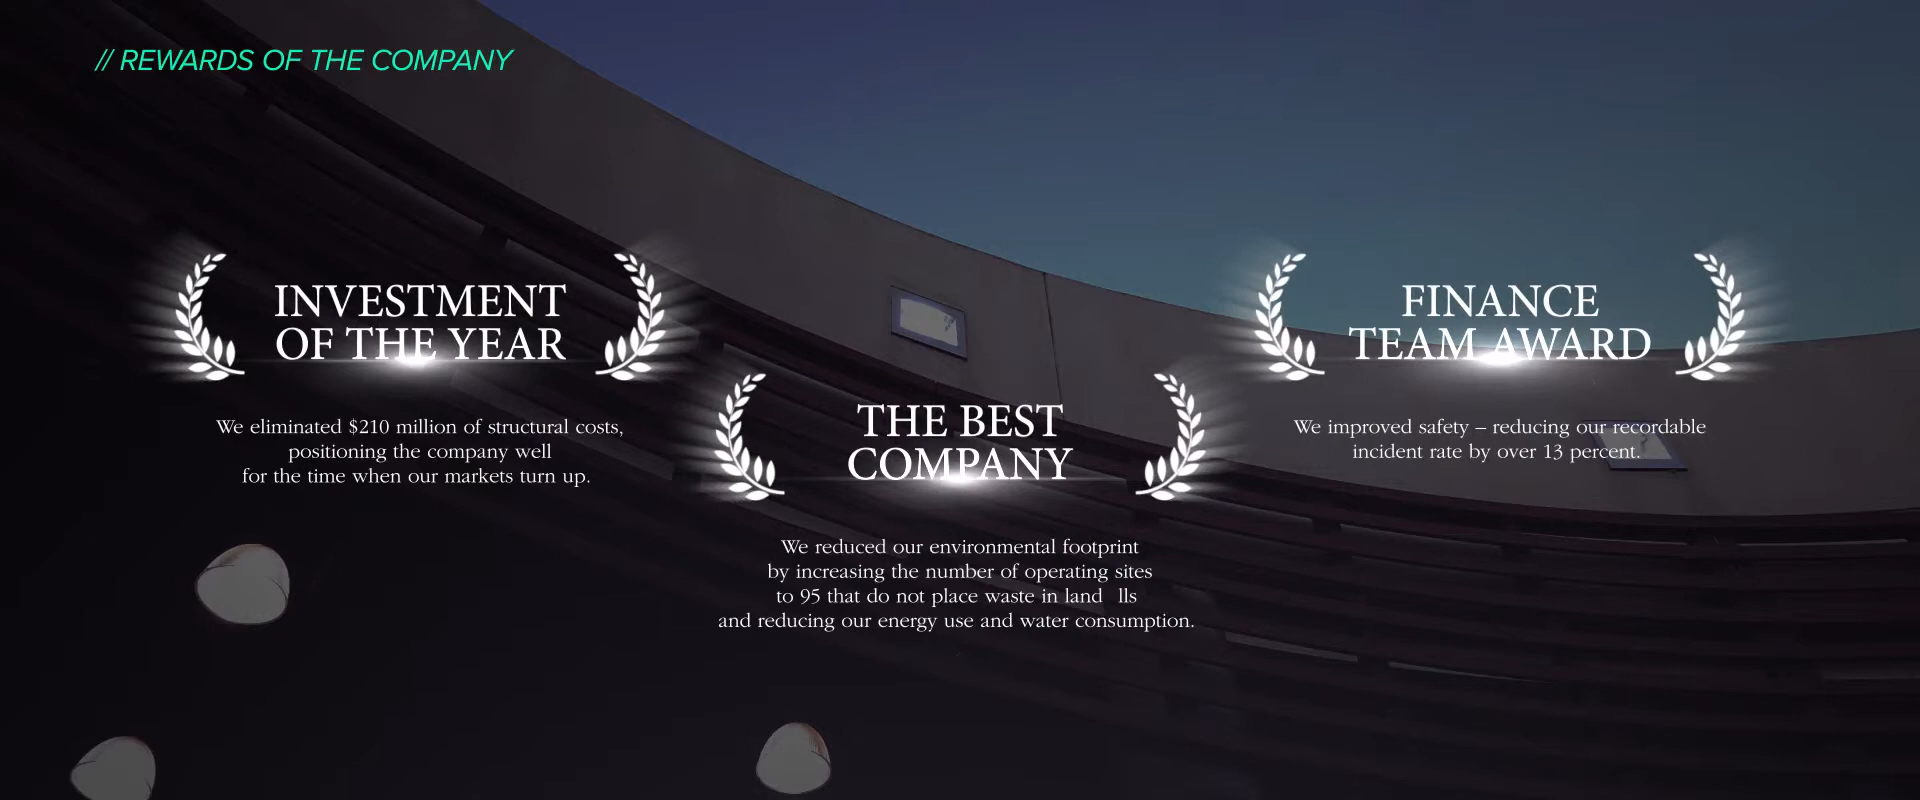 // REWARDS OF THE COMPANY
INVESTMENT
OF THE YEAR
We eliminated $210 million of structural costs,
positioning the company well
for the time when our markets turn up.
THE BEST
COMPANY
We reduced our environmental footprint
by increasing the number of operating sites
to 95 that do not place waste in land lls
and reducing our energy use and water consumption.
FINANCE
TEAM AWARD
We improved safety – reducing our recordable
incident rate by over 13 percent.